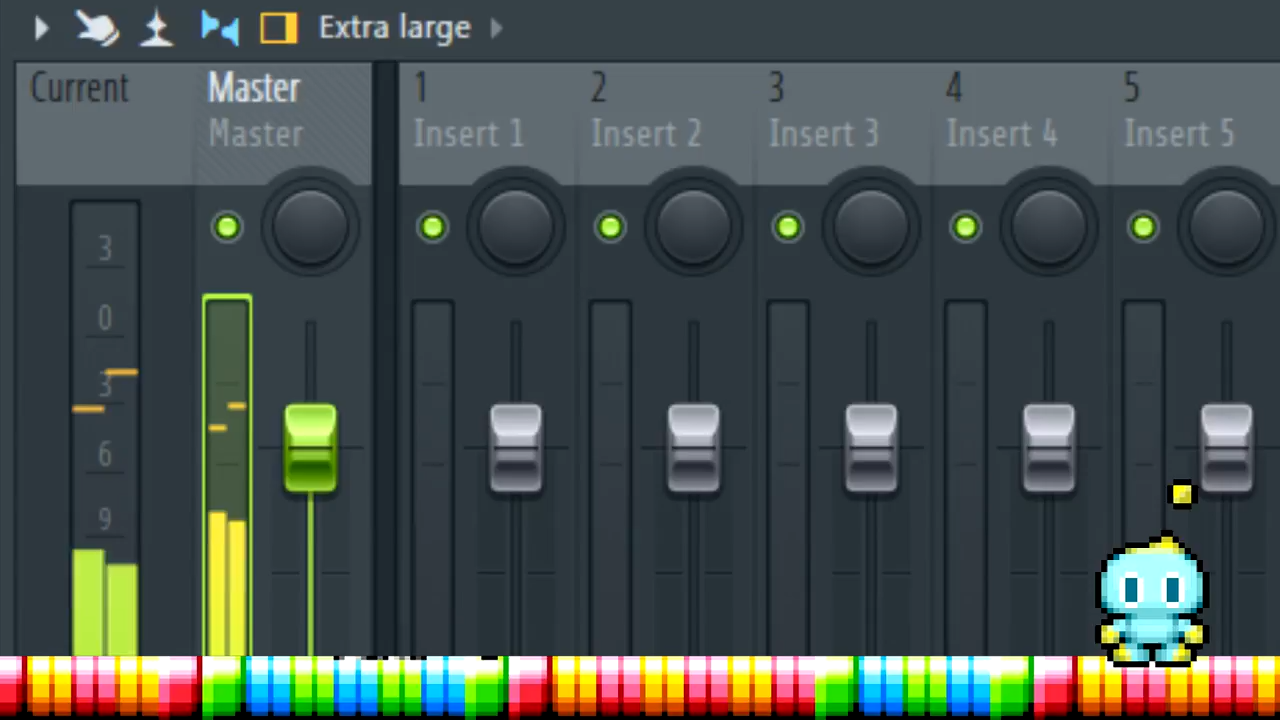 Extra large
Current Master 1 2 3 4 5
Master Insert 1 Insert 2 Insert 3 Insert 4 Insert 5
3
0
3
6
9